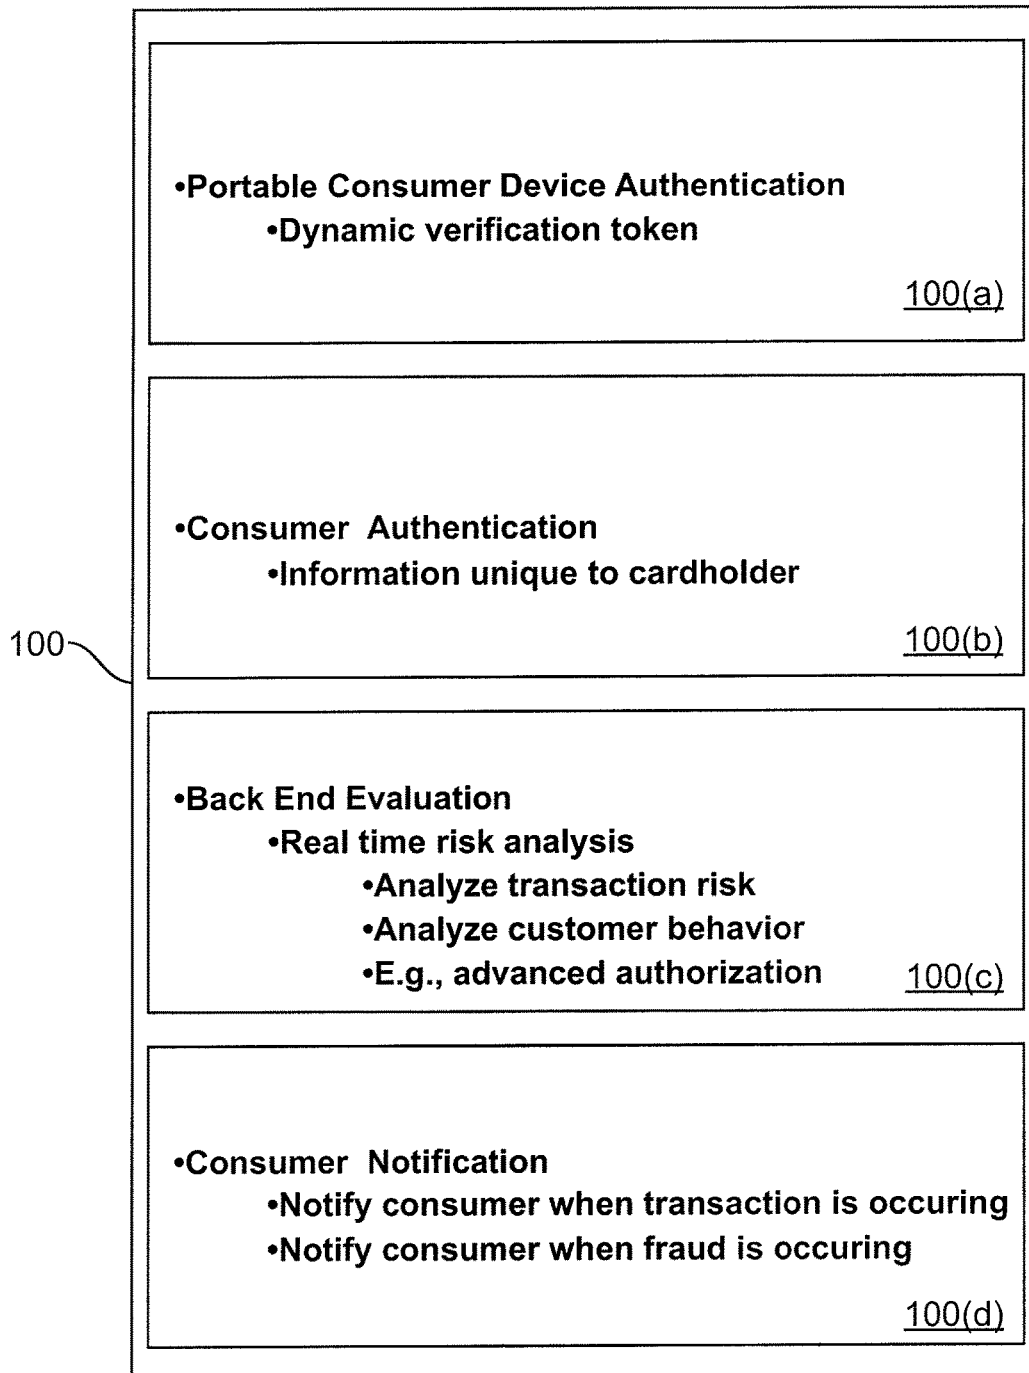 •Portable Consumer Device Authentication
•Dynamic verification token
100(a)
•Consumer Authentication
•Information unique to cardholder
100(b)
100
•Back End Evaluation
•Real time risk analysis
•Analyze transaction risk
•Analyze customer behavior
•E.g., advanced authorization
100(c)
•Consumer Notification
•Notify consumer when transaction is occuring
•Notify consumer when fraud is occuring
100(d)